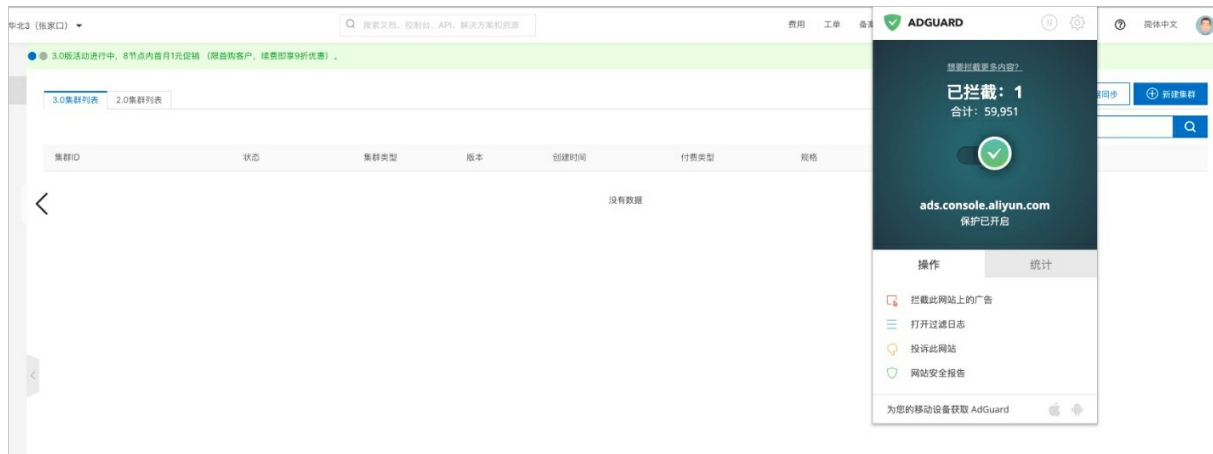 华北3（张家口）
搜索文档、控制台、API、解决方案和资源
费用 工单 备案
简体中文
3.0版活动进行中，8节点内首月1元促销 （限首购客户，续费即享9折优惠）。
3.0集群列表 2.0集群列表
同步
新建集群
集群ID 状态 集群类型 版本 创建时间 付费类型 规格
没有数据
ADGUARD
想要拦截更多内容?
已拦截：1
合计：59,951
ads.console.aliyun.com
保护已开启
操作 统计
拦截此网站上的广告
打开过滤日志
投诉此网站
网站安全报告
为您的移动设备获取 AdGuard